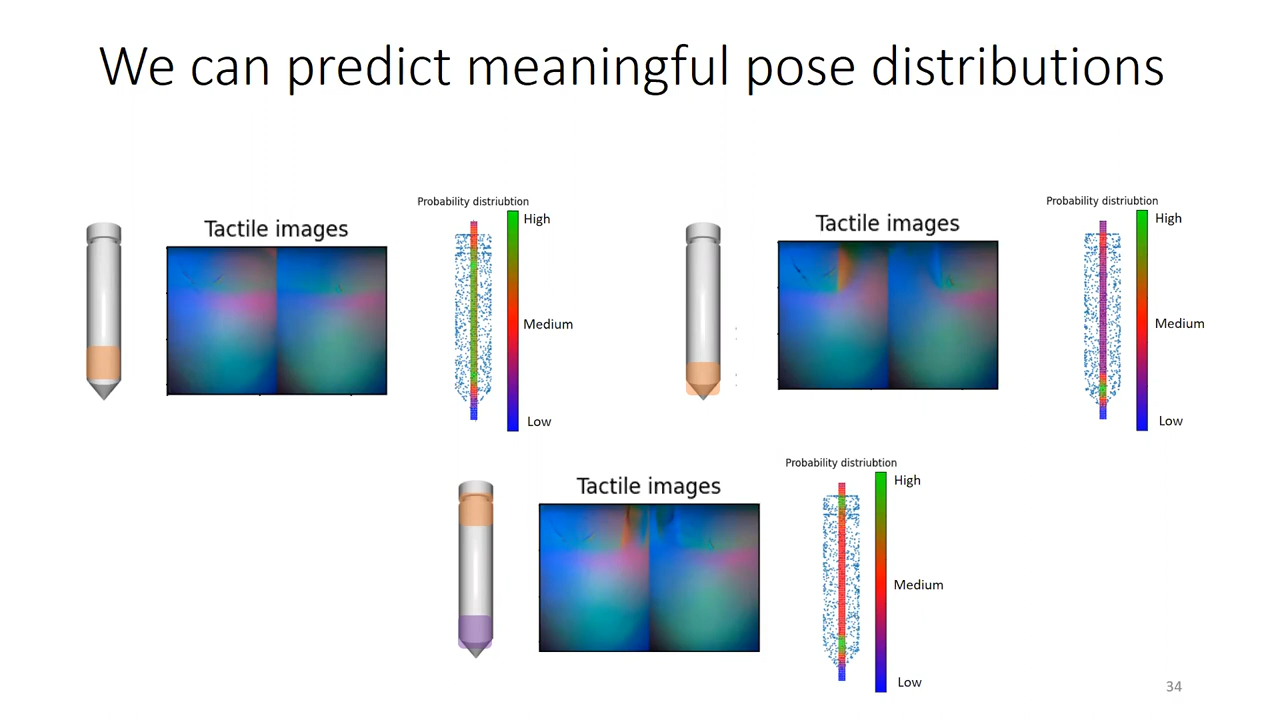 We can predict meaningful pose distributions
Tactile images
Probability distriubtion
High
Medium
Low
Tactile images
Probability distriubtion
High
Medium
Low
Tactile images
Probability distriubtion
High
Medium
Low
34